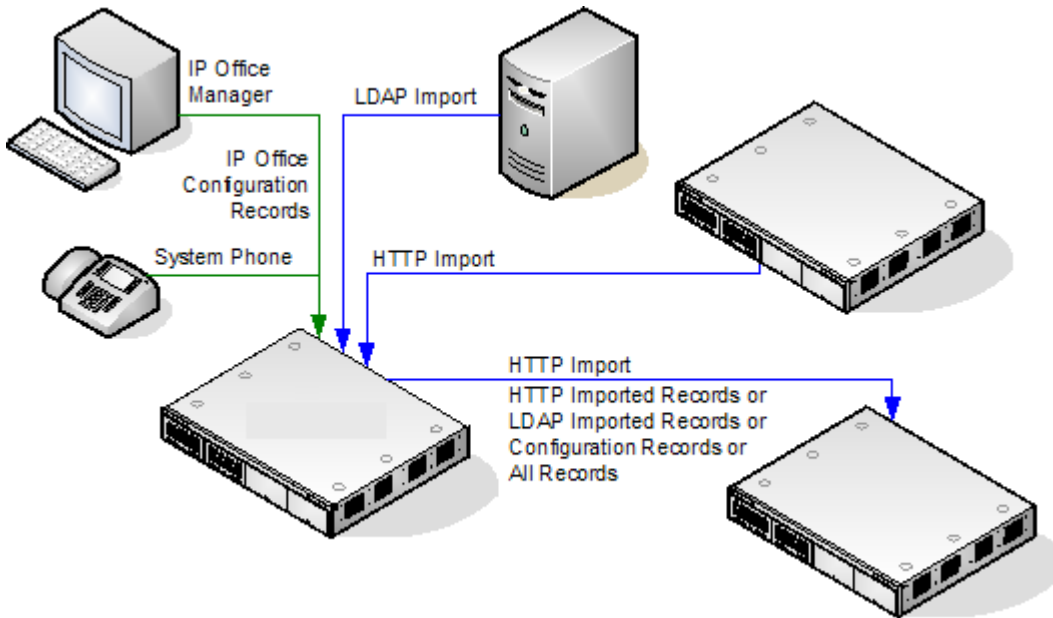 IP Office
Manager
LDAP Import
IP Office
Configuration
Records
System Phone
HTTP Import
HTTP Import
HTTP Imported Records or
LDAP Imported Records or
Configuration Records or
All Records